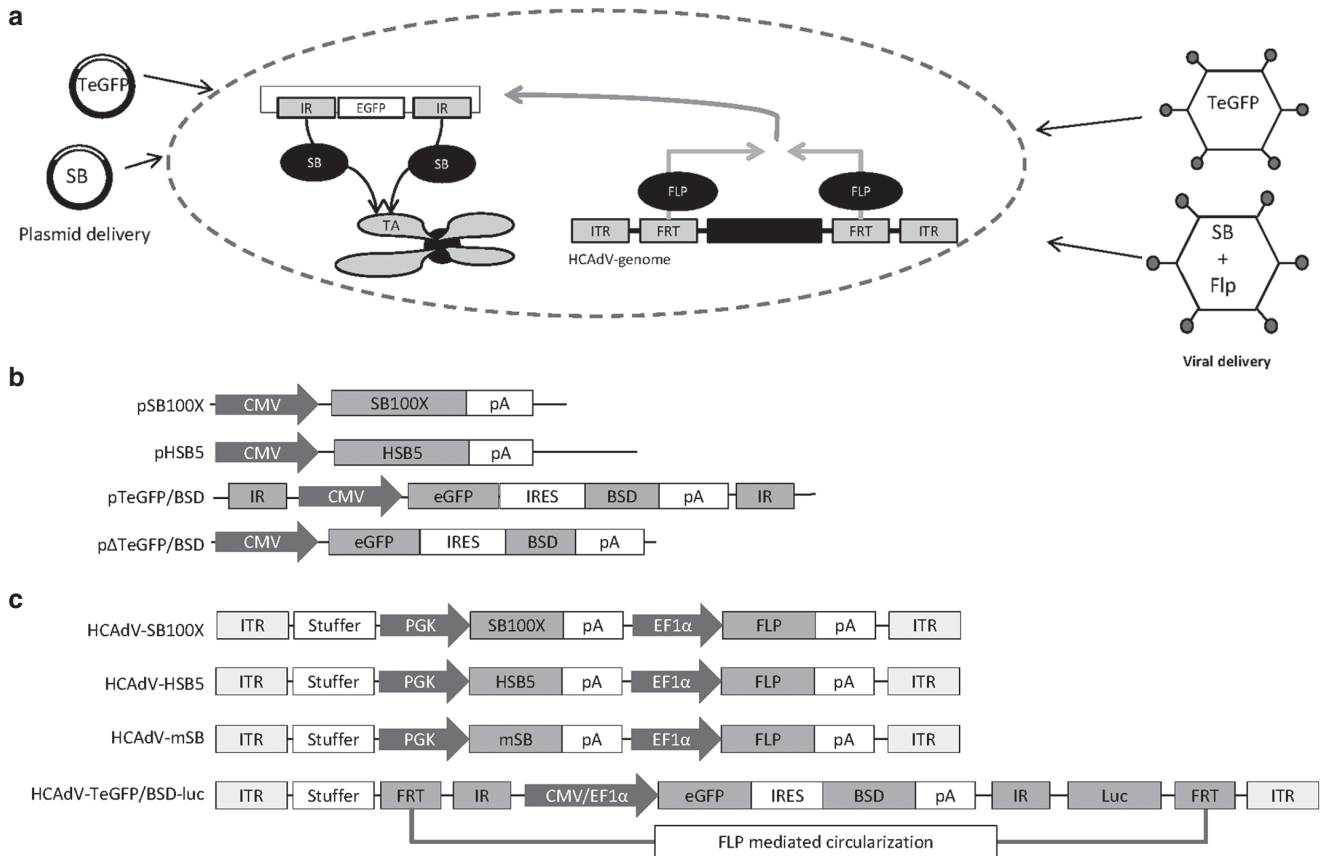 a
TeGFP
SB
Plasmid delivery
IR EGFP IR
SB SB
TA
FLP FLP
ITR FRT FRT ITR
HCAdV-genome
TeGFP
SB
+
Flp
Viral delivery
b
pSB100X CMV SB100X pA
pHSB5 CMV HSB5 pA
pTeGFP/BSD IR CMV eGFP IRES BSD pA IR
pΔTeGFP/BSD CMV eGFP IRES BSD pA
c
HCAdV-SB100X ITR Stuffer PGK SB100X pA EF1α FLP pA ITR
HCAdV-HSB5 ITR Stuffer PGK HSB5 pA EF1α FLP pA ITR
HCAdV-mSB ITR Stuffer PGK mSB pA EF1α FLP pA ITR
HCAdV-TeGFP/BSD-luc ITR Stuffer FRT IR CMV/EF1α eGFP IRES BSD pA IR Luc FRT ITR
FLP mediated circularization